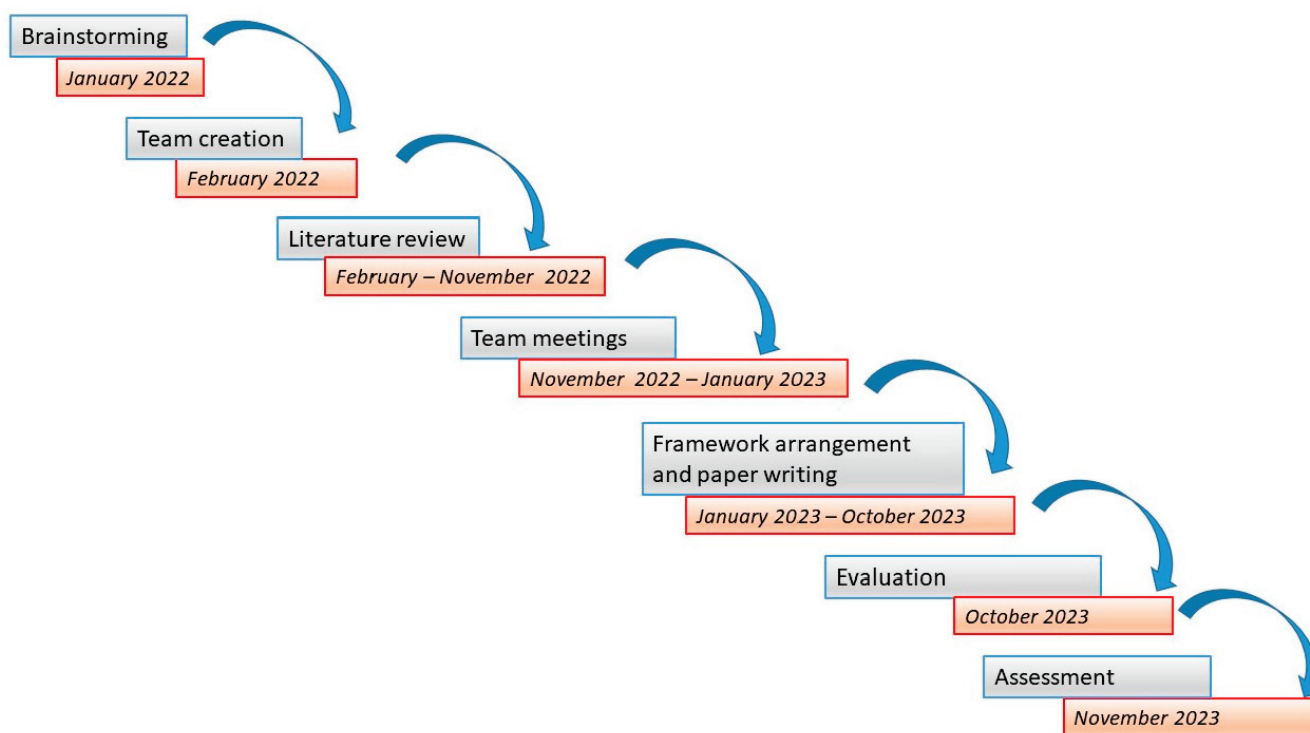 Brainstorming
January 2022
Team creation
February 2022
Literature review
February – November 2022
Team meetings
November 2022 – January 2023
Framework arrangement
and paper writing
January 2023 – October 2023
Evaluation
October 2023
Assessment
November 2023